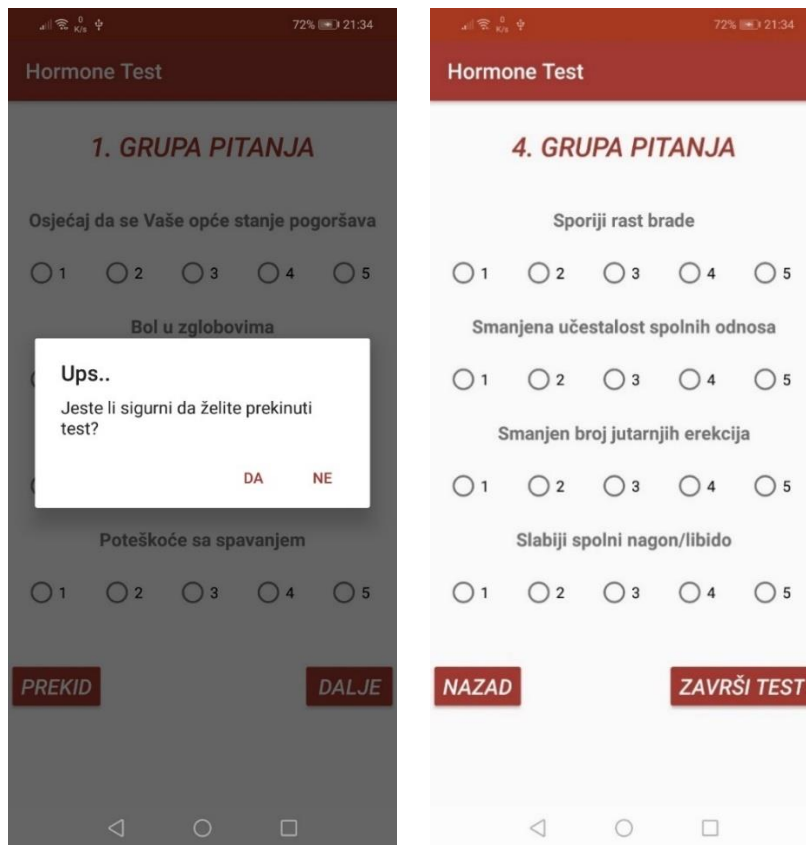 0 K/s
72% 21:34
Hormone Test
1. GRUPA PITANJA
Osjećaj da se Vaše opće stanje pogoršava
1 2 3 4 5
Bol u zglobovima
Ups..
Jeste li sigurni da želite prekinuti
test?
DA NE
Poteškoće sa spavanjem
1 2 3 4 5
PREKID DALJE
0 K/s
72% 21:34
Hormone Test
4. GRUPA PITANJA
Sporiji rast brade
1 2 3 4 5
Smanjena učestalost spolnih odnosa
1 2 3 4 5
Smanjen broj jutarnjih erekcija
1 2 3 4 5
Slabiji spolni nagon/libido
1 2 3 4 5
NAZAD ZAVRŠI TEST